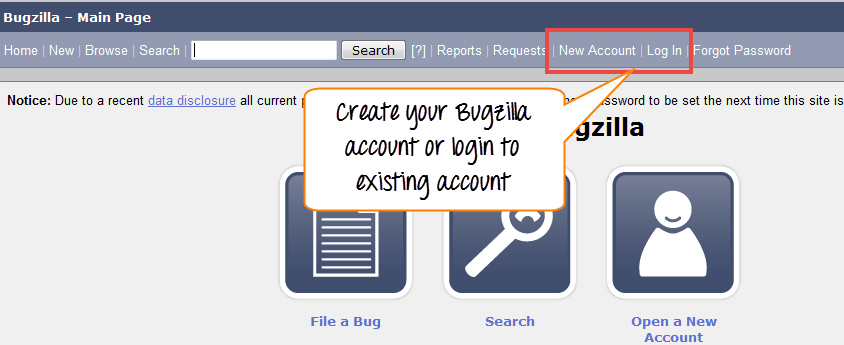 Bugzilla – Main Page
Home | New | Browse | Search | Search [?] | Reports | Requests | New Account | Log In | Forgot Password
Notice: Due to a recent data disclosure all current password to be set the next time this site is
gzilla
Create your Bugzilla
account or login to
existing account
File a Bug
Search
Open a New
Account